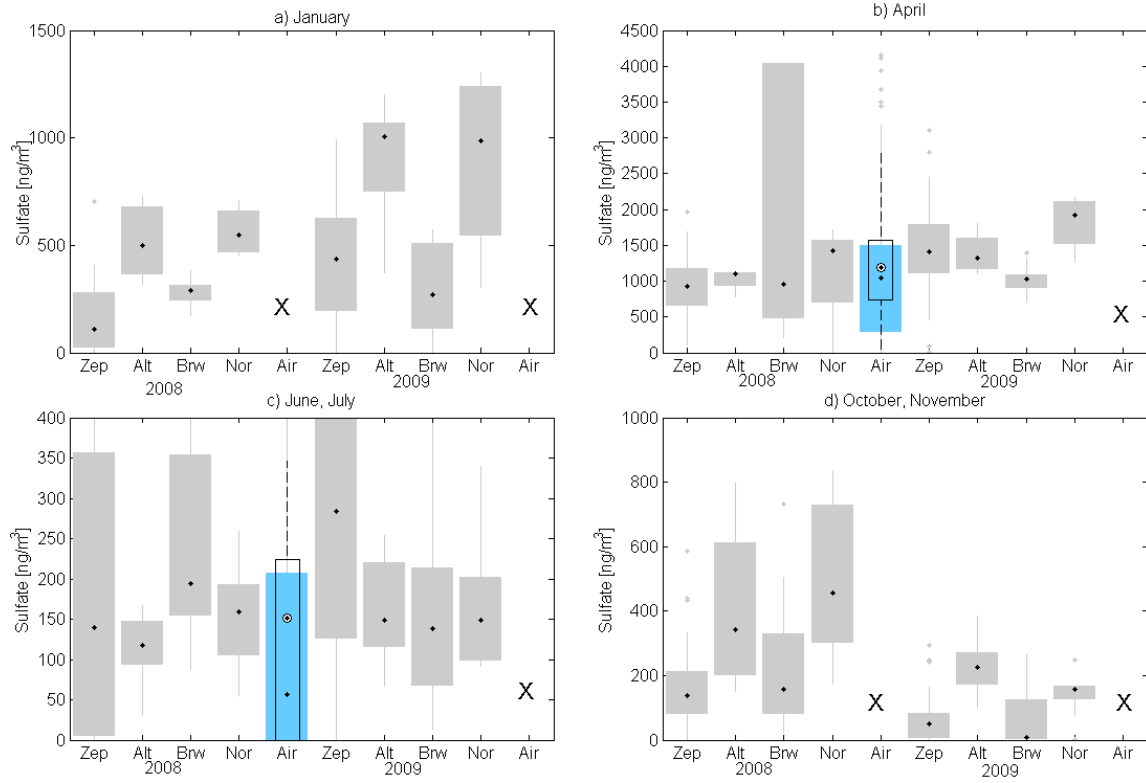 a) January
Sulfate [ng/m³]
1500
1000
500
0
Zep Alt Brw Nor Air Zep Alt Brw Nor Air
2008 2009
X X
b) April
Sulfate [ng/m³]
4500
4000
3500
3000
2500
2000
1500
1000
500
0
Zep Alt Brw Nor Air Zep Alt Brw Nor Air
2008 2009
X
c) June, July
Sulfate [ng/m³]
400
350
300
250
200
150
100
50
0
Zep Alt Brw Nor Air Zep Alt Brw Nor Air
2008 2009
X
d) October, November
Sulfate [ng/m³]
1000
800
600
400
200
0
Zep Alt Brw Nor Air Zep Alt Brw Nor Air
2008 2009
X X